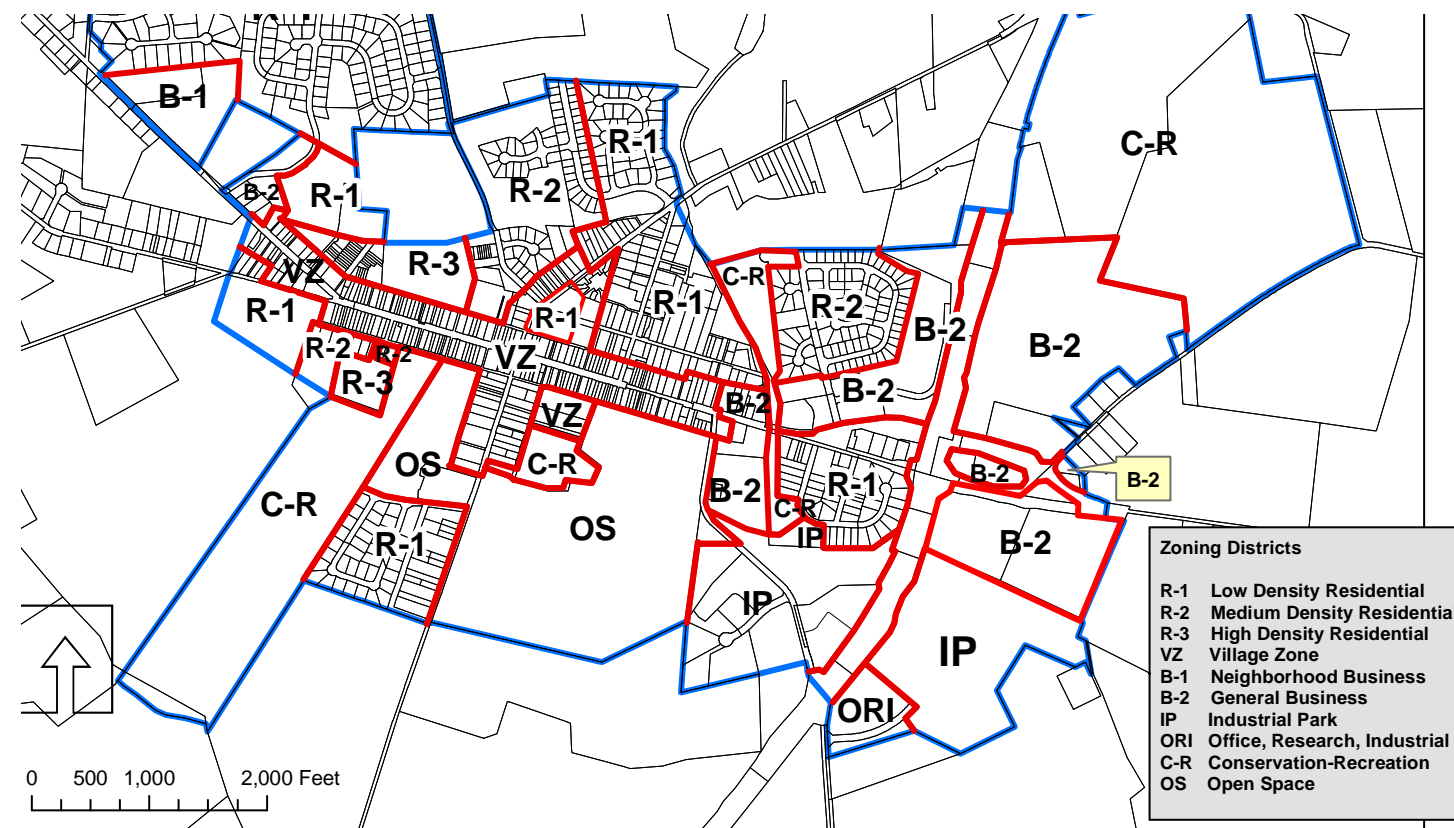 B-1
R-1
C-R
R-2
B-2
R-1
R-3
C-R
VZ
R-1
R-2
R-1
R-1
B-2
B-2
R-2
R-2
VZ
R-3
B-2
B-2
VZ
OS
C-R
B-2
B-2
R-1
B-2
C-R
C-R
OS
R-1
IP
B-2
IP
IP
ORI
Zoning Districts
R-1 Low Density Residential
R-2 Medium Density Residentia
R-3 High Density Residential
VZ Village Zone
B-1 Neighborhood Business
B-2 General Business
IP Industrial Park
ORI Office, Research, Industrial
C-R Conservation-Recreation
OS Open Space
0 500 1,000 2,000 Feet